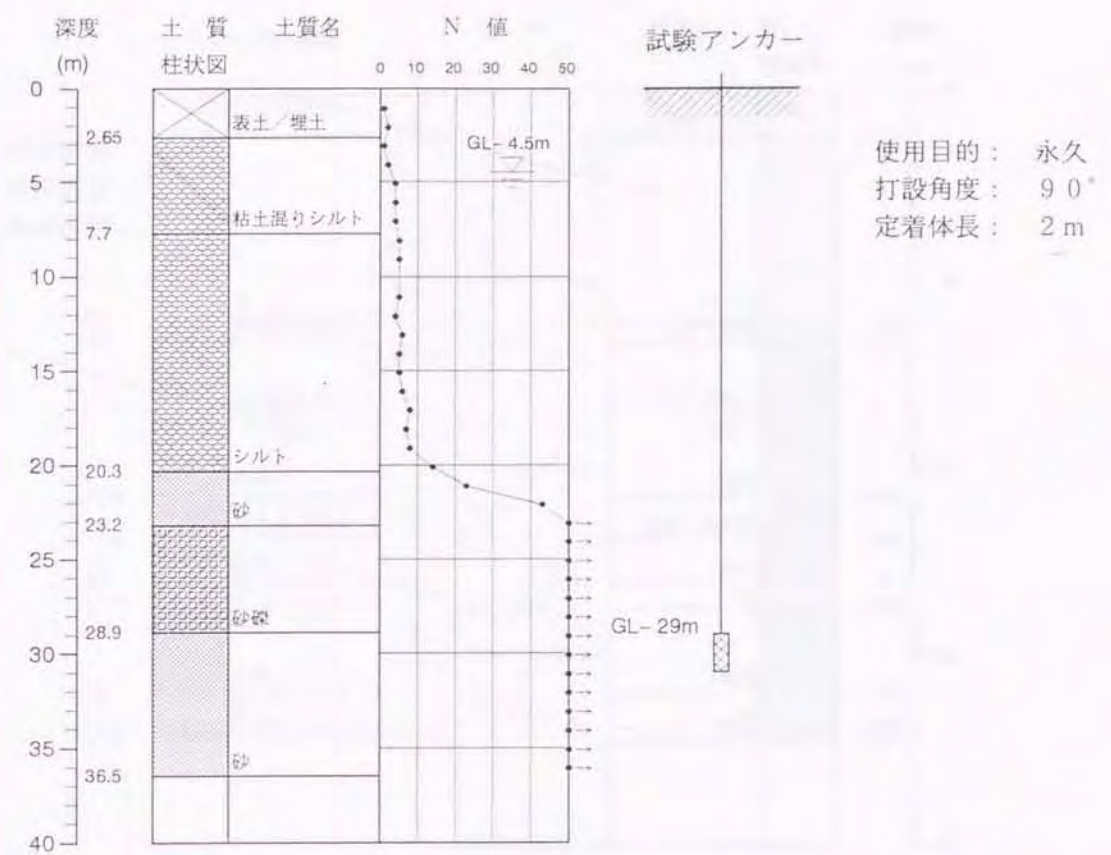 深度 土質 土質名 N値 試験アンカー
(m) 柱状図 0 10 20 30 40 50
0
表土／埋土
2.65
GL-4.5m
使用目的： 永久
打設角度： 90°
定着体長： 2m
5
粘土混りシルト
7.7
10
15
シルト
20
20.3
砂
23.2
25
砂礫
28.9
GL-29m
30
35
砂
36.5
40